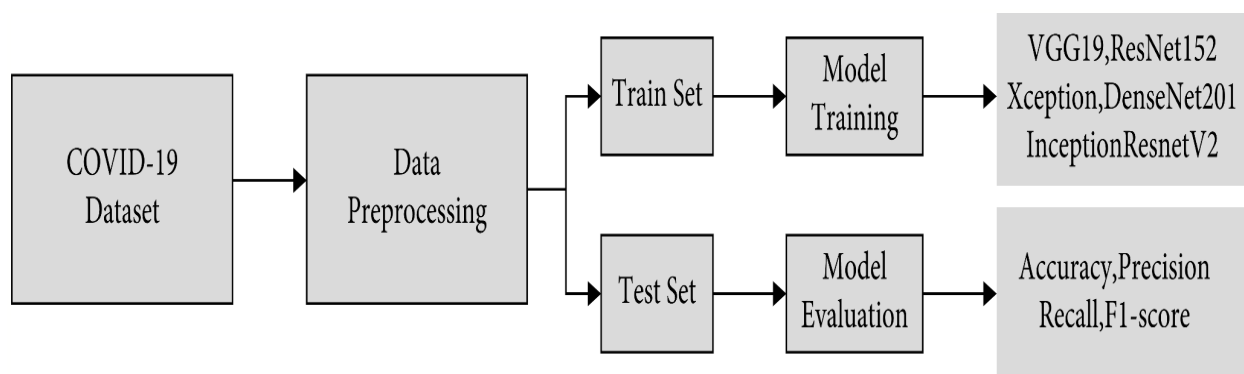 COVID-19
Dataset
Data
Preprocessing
Train Set
Model
Training
VGG19,ResNet152
Xception,DenseNet201
InceptionResnetV2
Test Set
Model
Evaluation
Accuracy,Precision
Recall,F1-score